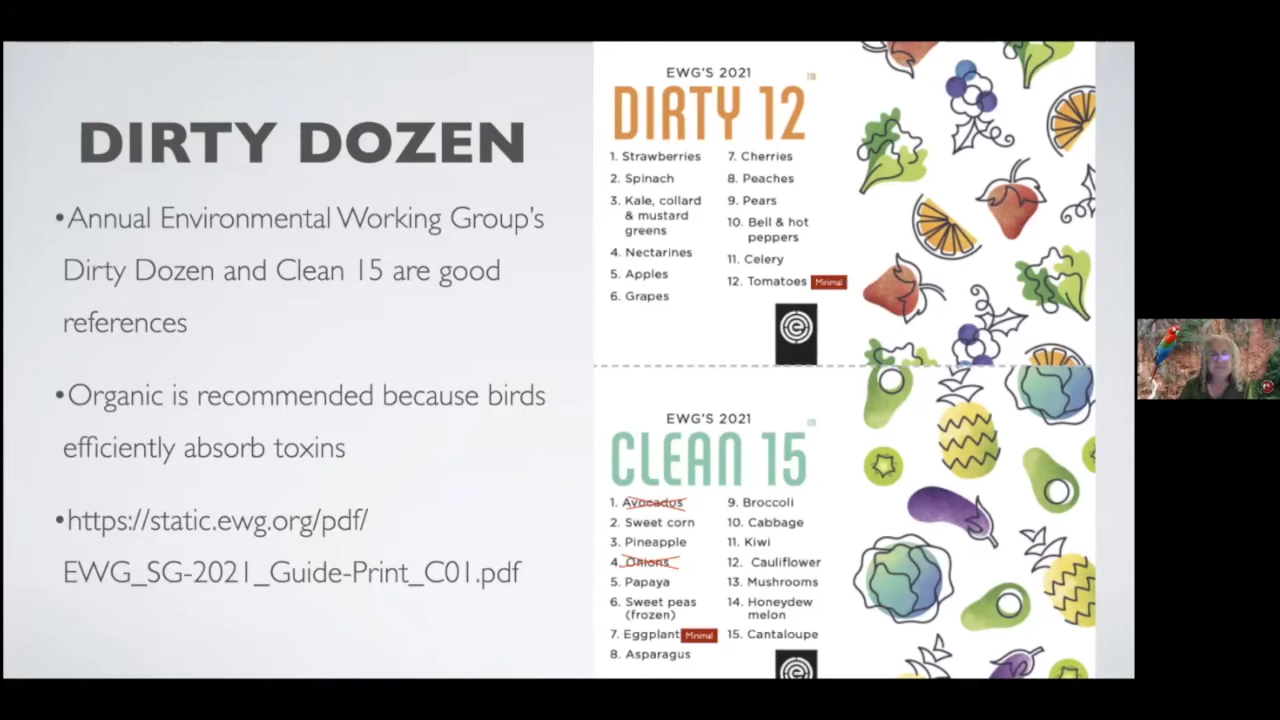 DIRTY DOZEN
•Annual Environmental Working Group's
Dirty Dozen and Clean 15 are good
references
•Organic is recommended because birds
efficiently absorb toxins
•https://static.ewg.org/pdf/
EWG_SG-2021_Guide-Print_C01.pdf
EWG'S 2021
DIRTY 12
1. Strawberries
2. Spinach
3. Kale, collard
& mustard
greens
4. Nectarines
5. Apples
6. Grapes
7. Cherries
8. Peaches
9. Pears
10. Bell & hot
peppers
11. Celery
12. Tomatoes Minimal
EWG'S 2021
CLEAN 15
1. Avocados
2. Sweet corn
3. Pineapple
4. Onions
5. Papaya
6. Sweet peas
(frozen)
7. Eggplant Minimal
8. Asparagus
9. Broccoli
10. Cabbage
11. Kiwi
12. Cauliflower
13. Mushrooms
14. Honeydew
melon
15. Cantaloupe